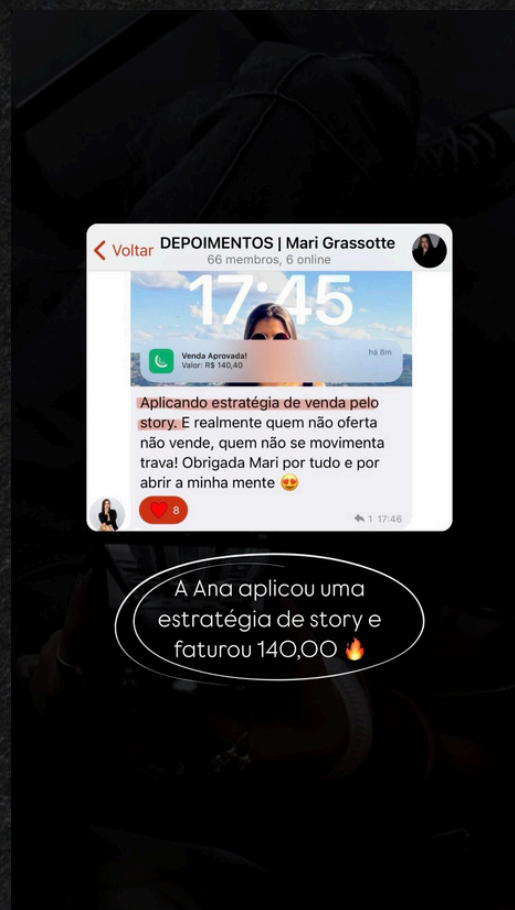 Voltar
DEPOIMENTOS | Mari Grassotte
66 membros, 6 online
17:45
Venda Aprovada!
há 8m
Valor: R$ 140,40
Aplicando estratégia de venda pelo
story. E realmente quem não oferta
não vende, quem não se movimenta
trava! Obrigada Mari por tudo e por
abrir a minha mente 😍
❤️ 8
1 17:46
A Ana aplicou uma
estratégia de story e
faturou 140,00 🔥